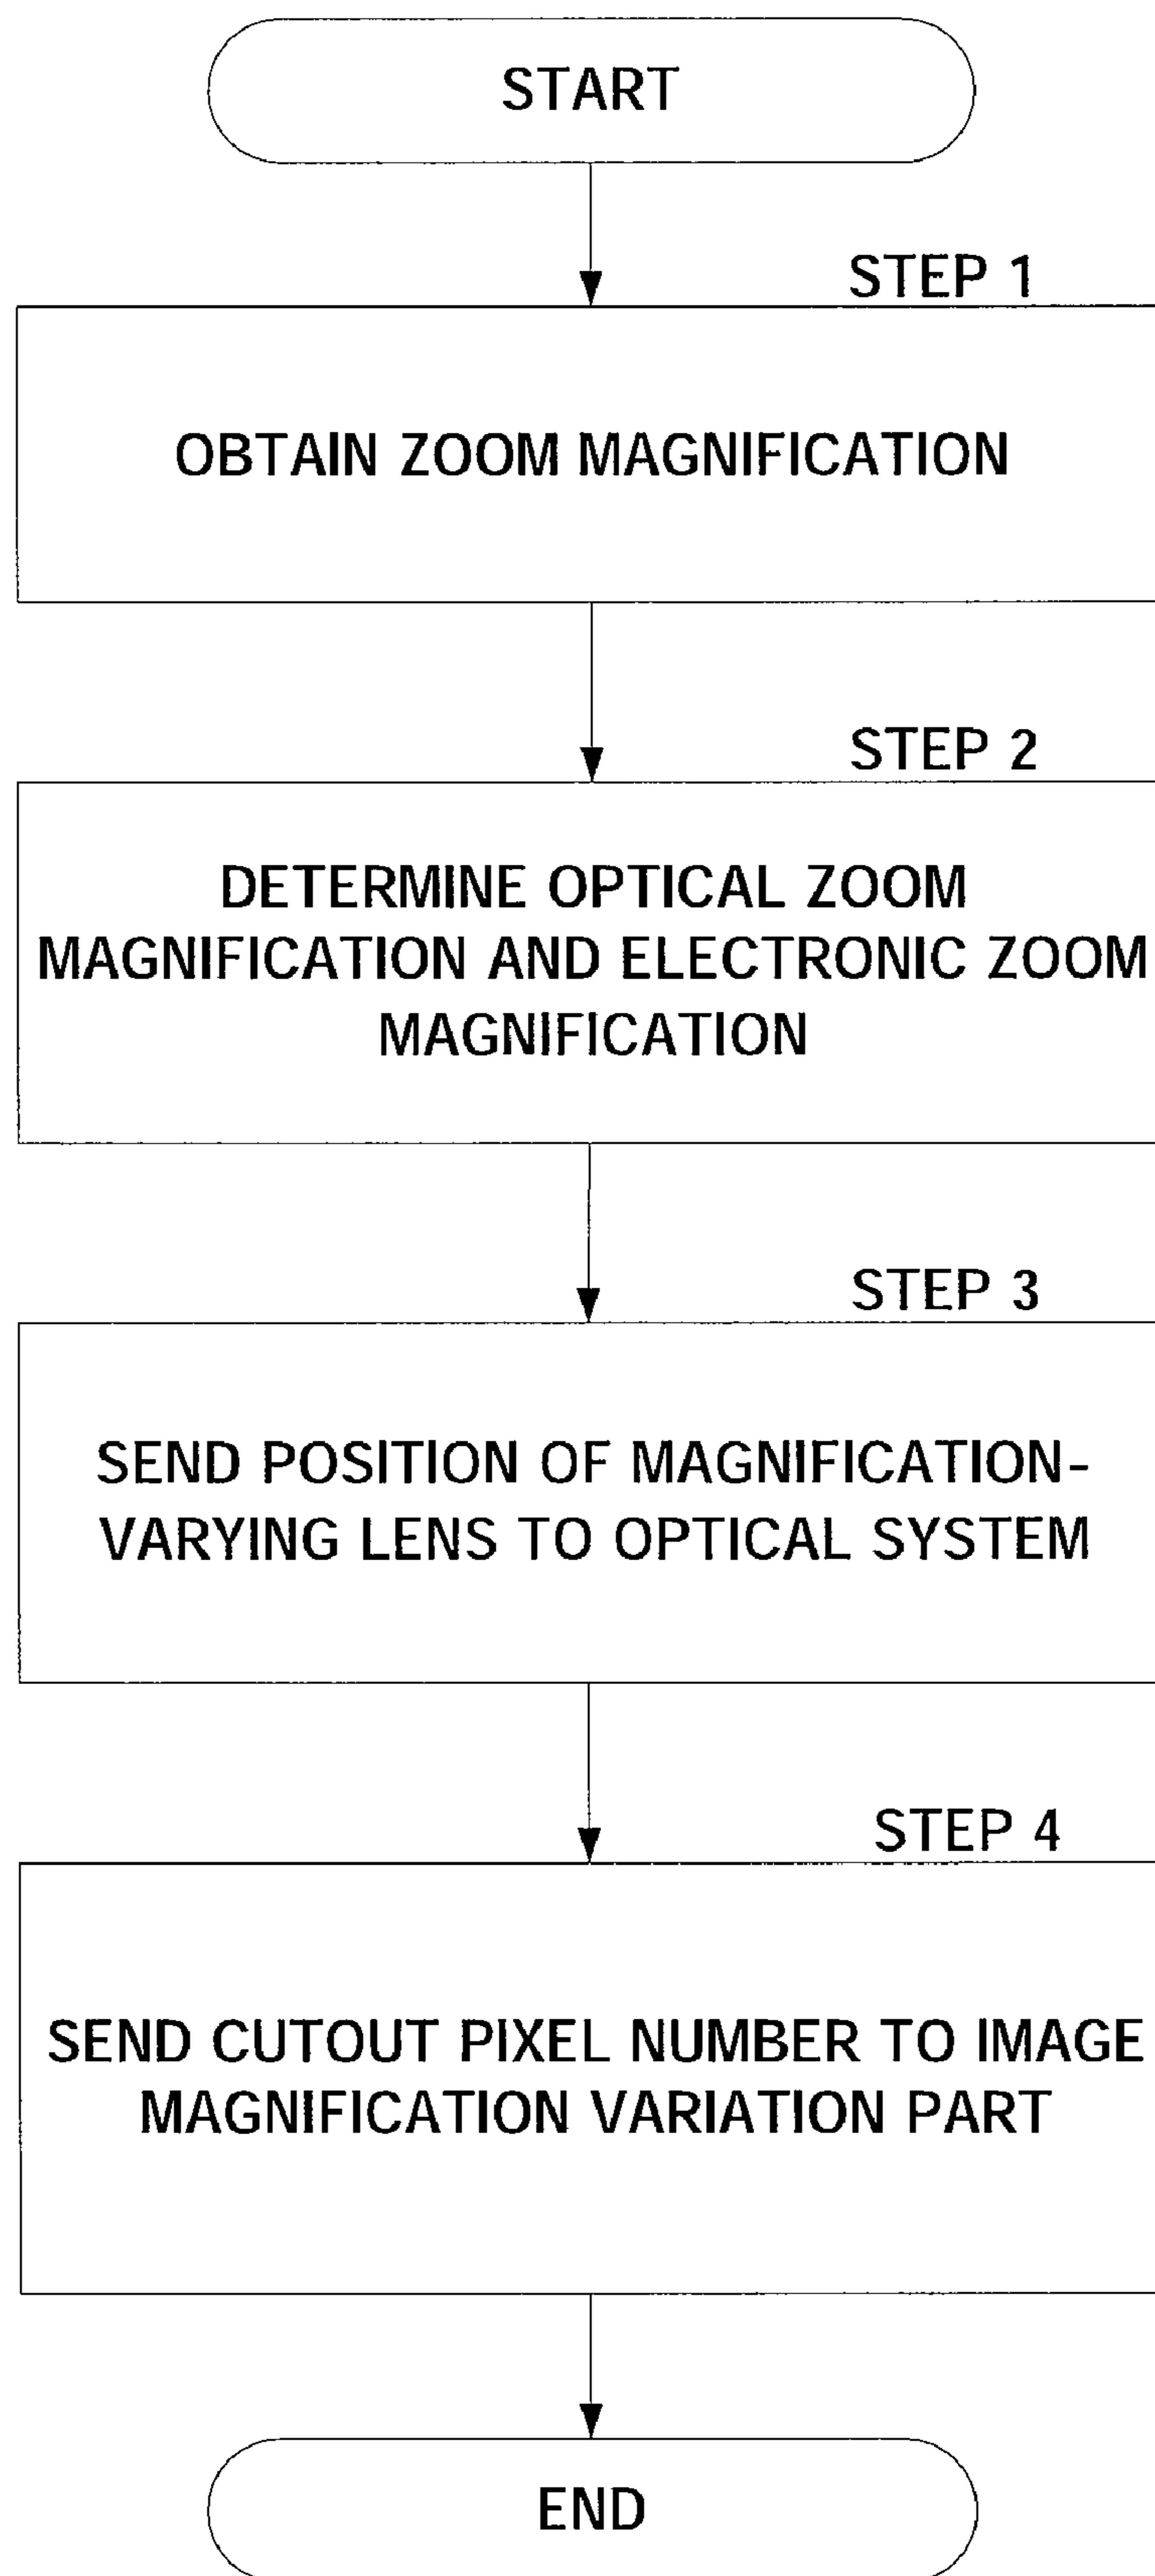 START
STEP 1
OBTAIN ZOOM MAGNIFICATION
STEP 2
DETERMINE OPTICAL ZOOM
MAGNIFICATION AND ELECTRONIC ZOOM
MAGNIFICATION
STEP 3
SEND POSITION OF MAGNIFICATION-
VARYING LENS TO OPTICAL SYSTEM
STEP 4
SEND CUTOUT PIXEL NUMBER TO IMAGE
MAGNIFICATION VARIATION PART
END